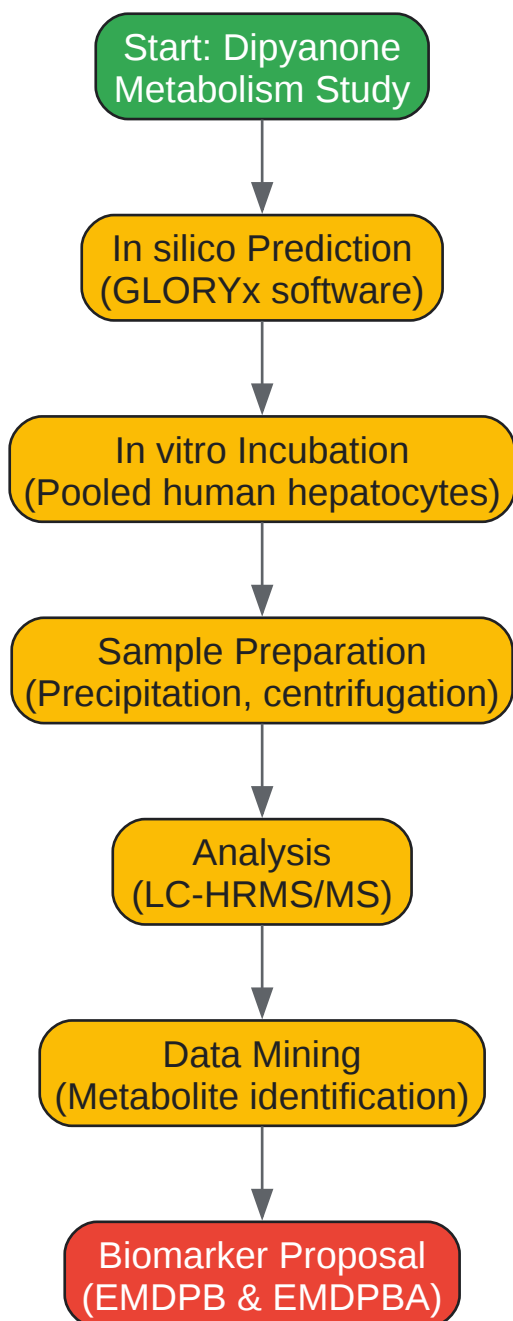 Start: Dipyanone
Metabolism Study
In silico Prediction
(GLORYx software)
In vitro Incubation
(Pooled human hepatocytes)
Sample Preparation
(Precipitation, centrifugation)
Analysis
(LC-HRMS/MS)
Data Mining
(Metabolite identification)
Biomarker Proposal
(EMDPB & EMDPBA)